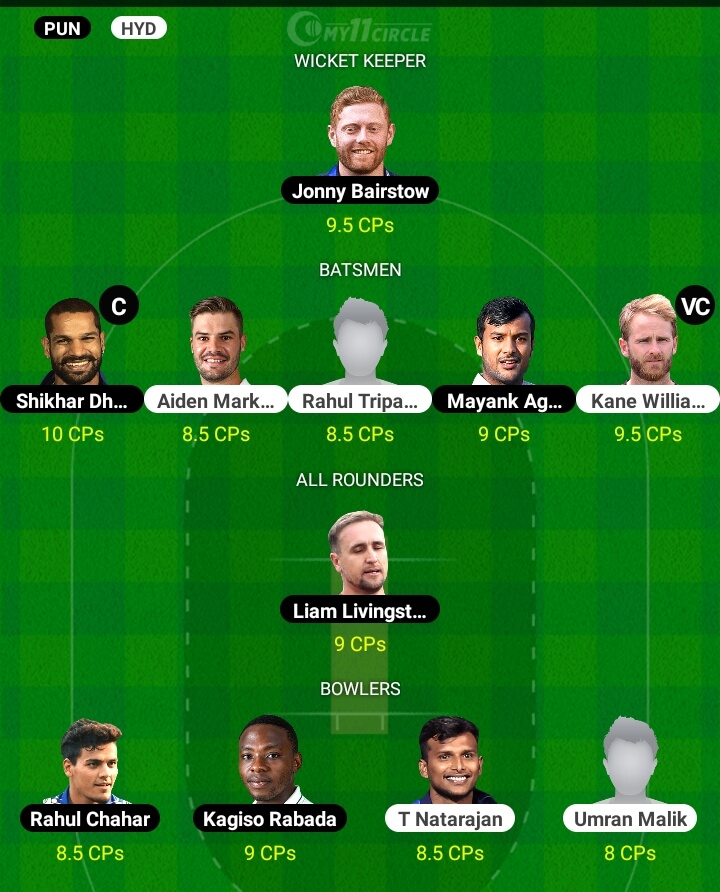 PUN HYD
MY11CIRCLE
WICKET KEEPER
Jonny Bairstow
9.5 CPs
BATSMEN
C VC
Shikhar Dh... Aiden Mark... Rahul Tripa... Mayank Ag... Kane Willia...
10 CPs 8.5 CPs 8.5 CPs 9 CPs 9.5 CPs
ALL ROUNDERS
Liam Livingst...
9 CPs
BOWLERS
Rahul Chahar Kagiso Rabada T Natarajan Umran Malik
8.5 CPs 9 CPs 8.5 CPs 8 CPs